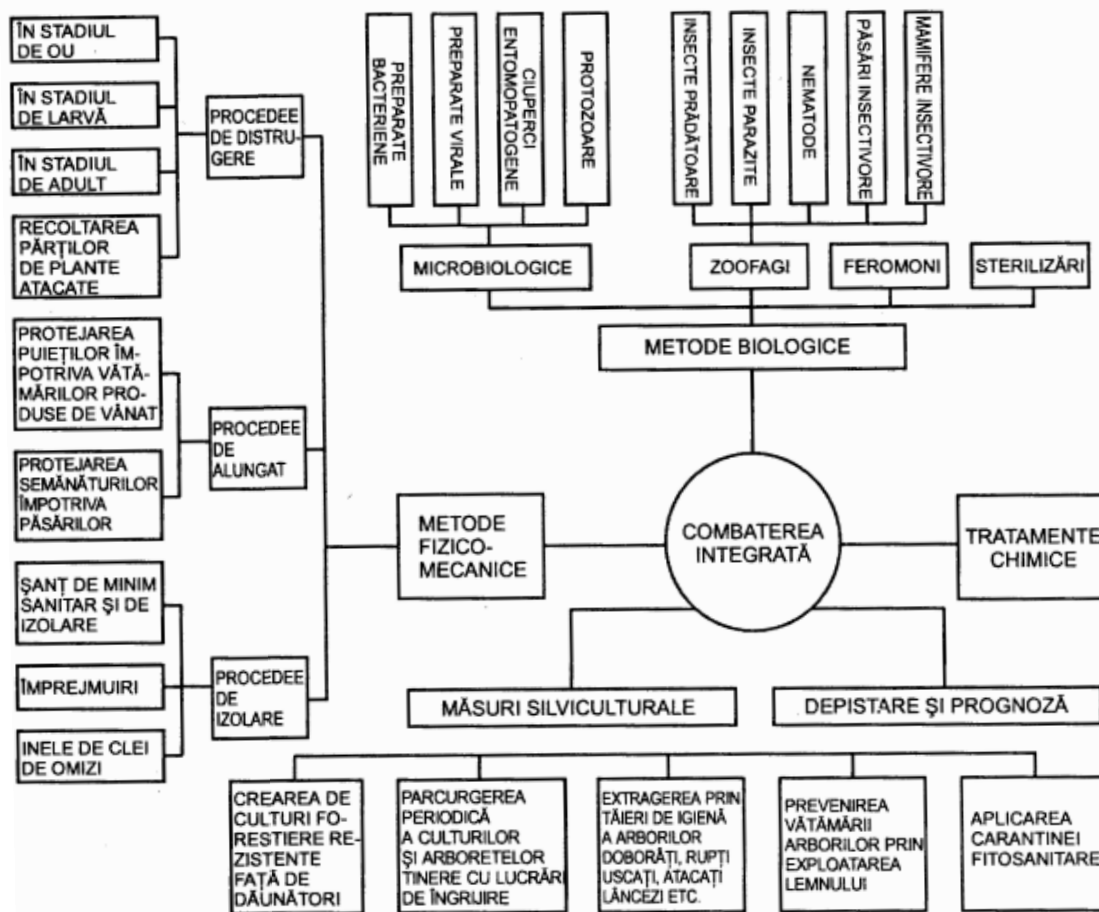 ÎN STADIUL
DE OU
ÎN STADIUL
DE LARVĂ
ÎN STADIUL
DE ADULT
RECOLTAREA
PĂRȚILOR
DE PLANTE
ATACATE
PROCEDEE
DE DISTRU-
GERE
PROTEJAREA
PUIEȚILOR ÎM-
POTRIVA VĂTĂ-
MĂRILOR PRO-
DUSE DE VÂNAT
PROTEJAREA
SEMĂNĂTURILOR
ÎMPOTRIVA
PĂSĂRILOR
PROCEDEE
DE
ALUNGAT
ȘANȚ DE MINIM
SANITAR ȘI DE
IZOLARE
ÎMPREJMUIRI
INELE DE CLEI
DE OMIZI
PROCEDEE
DE
IZOLARE
PREPARATE
BACTERIENE
PREPARATE VIRALE
CIUPERCI
ENTOMOPATOGENE
PROTOZOARE
INSECTE PRĂDĂTOARE
INSECTE PARAZITE
NEMATODE
PĂSĂRI INSECTIVORE
MAMIFERE INSECTIVORE
MICROBIOLOGICE
ZOOFAGI
FEROMONI
STERILIZĂRI
METODE BIOLOGICE
METODE
FIZICO-
MECANICE
COMBATEREA
INTEGRATĂ
TRATAMENTE
CHIMICE
MĂSURI SILVICULTURALE
DEPISTARE ȘI PROGNOZĂ
CREAREA DE
CULTURI FO-
RESTIERE RE-
ZISTENTE
FAȚĂ DE
DĂUNĂTORI
PARCURGEREA
PERIODICĂ
A CULTURILOR
ȘI ARBORETELOR
TINERE CU LUCRĂRI
DE ÎNGRIJIRE
EXTRAGEREA PRIN
TĂIERI DE IGIENĂ
A ARBORILOR
DOBORÂȚI, RUPȚI
USCAȚI, ATACAȚI
LÂNCEZI ETC.
PREVENIREA
VĂTĂMĂRII
ARBORILOR PRIN
EXPLOATAREA
LEMNULUI
APLICAREA
CARANTINEI
FITOSANITARE